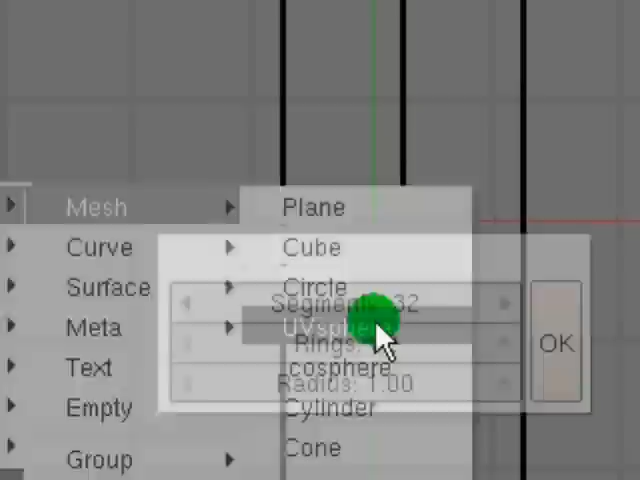 Mesh
Plane
Curve
Cube
Surface
Circle
Segments: 32
Meta
UVsphere
Rings:
OK
Text
Icosphere
Radius: 1.00
Empty
Cylinder
Group
Cone